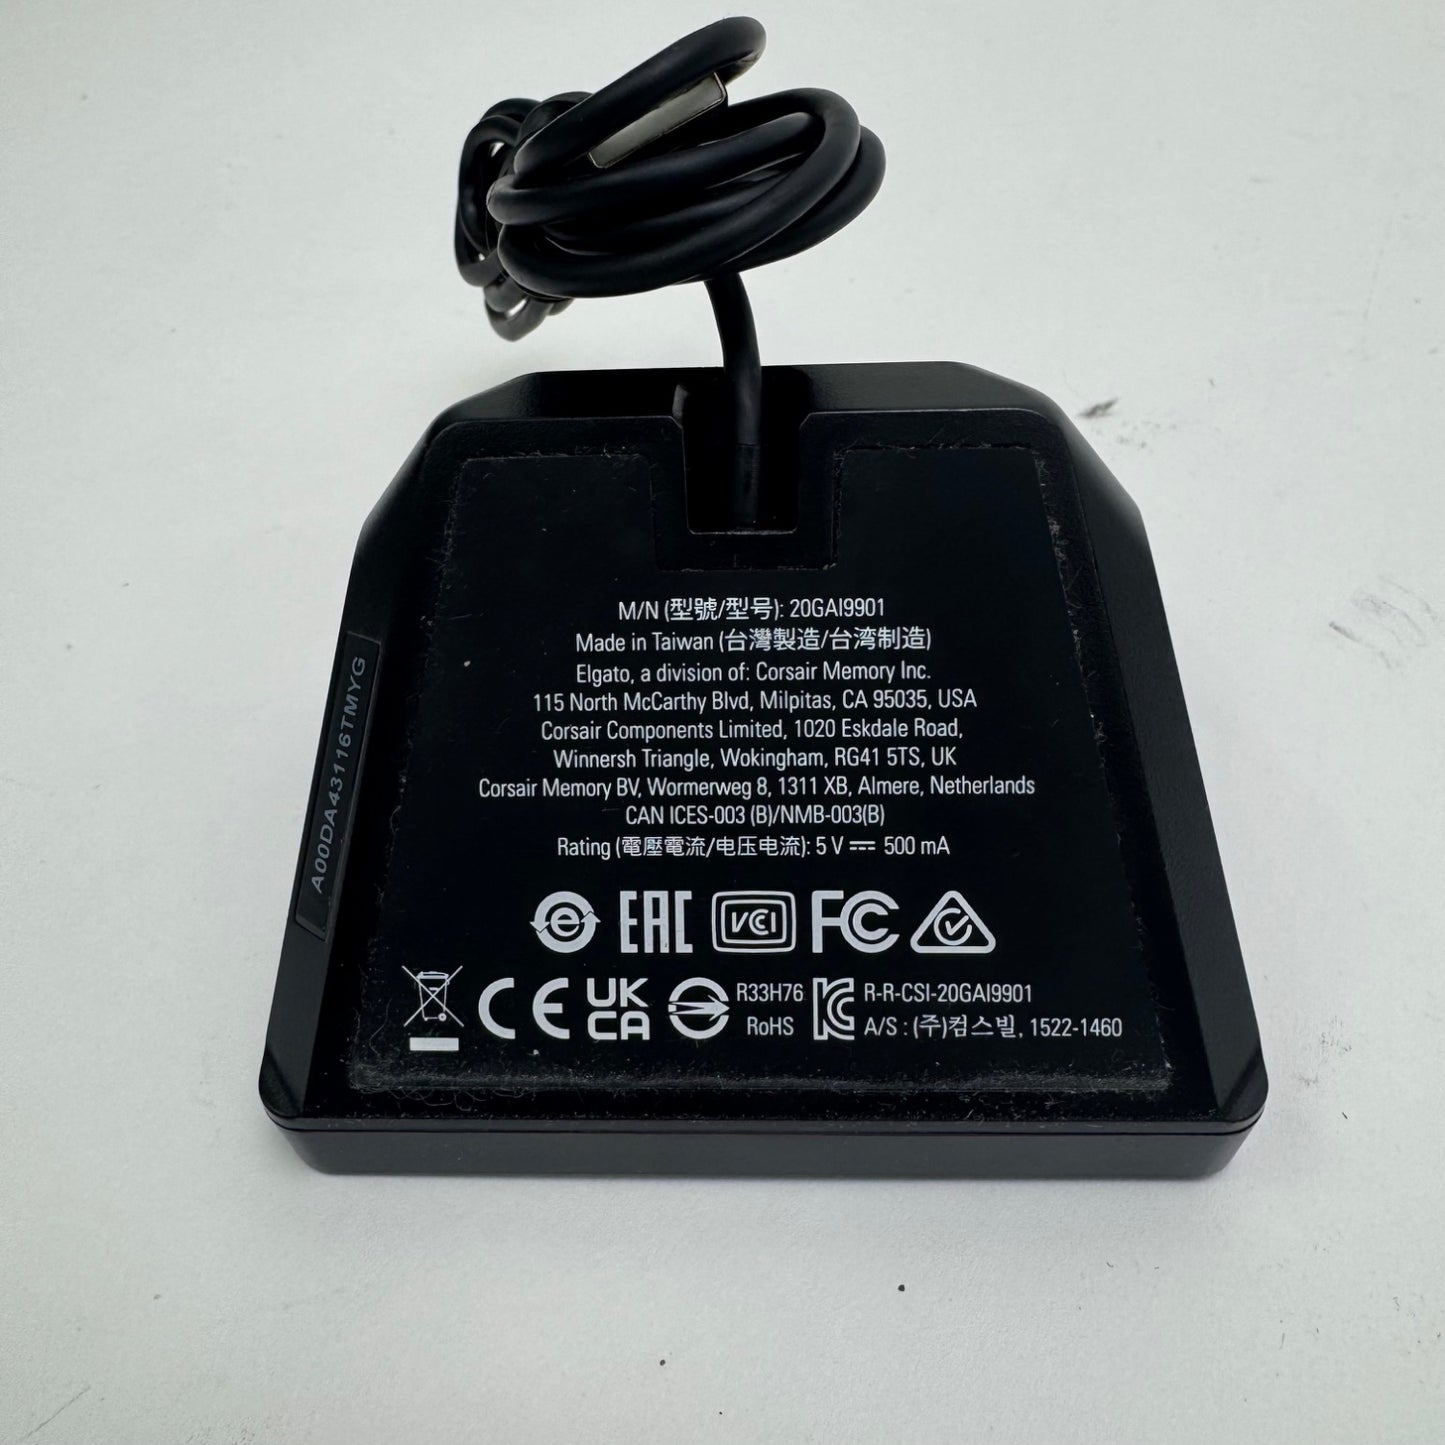 M/N (型號/型号): 20GAI9901
Made in Taiwan (台灣製造/台湾制造)
Elgato, a division of: Corsair Memory Inc.
115 North McCarthy Blvd, Milpitas, CA 95035, USA
Corsair Components Limited, 1020 Eskdale Road,
Winnersh Triangle, Wokingham, RG41 5TS, UK
Corsair Memory BV, Wormerweg 8, 1311 XB, Almere, Netherlands
CAN ICES-003 (B)/NMB-003(B)
Rating (電壓電流/电压电流): 5 V ⎓ 500 mA
A00DA43116TMYG
e EAC VCI FC
CE UK CA R33H76 RoHS KC R-R-CSI-20GAI9901
A/S : (주)컴스빌, 1522-1460